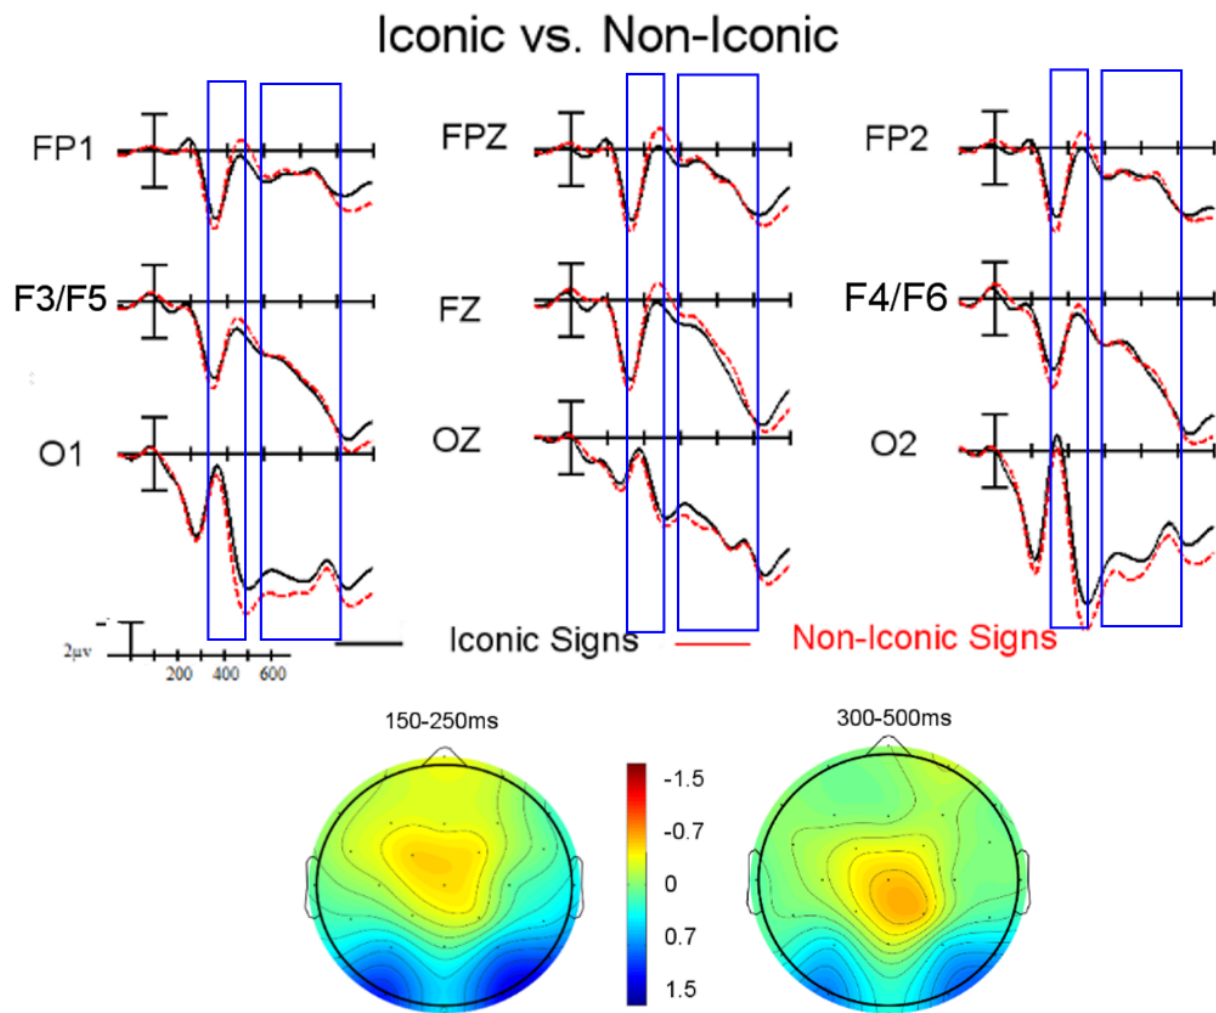 Iconic vs. Non-Iconic
FP1 FPZ FP2
F3/F5 FZ F4/F6
O1 OZ O2
-
2μv
200 400 600
Iconic Signs Non-Iconic Signs
150-250ms 300-500ms
-1.5
-0.7
0
0.7
1.5